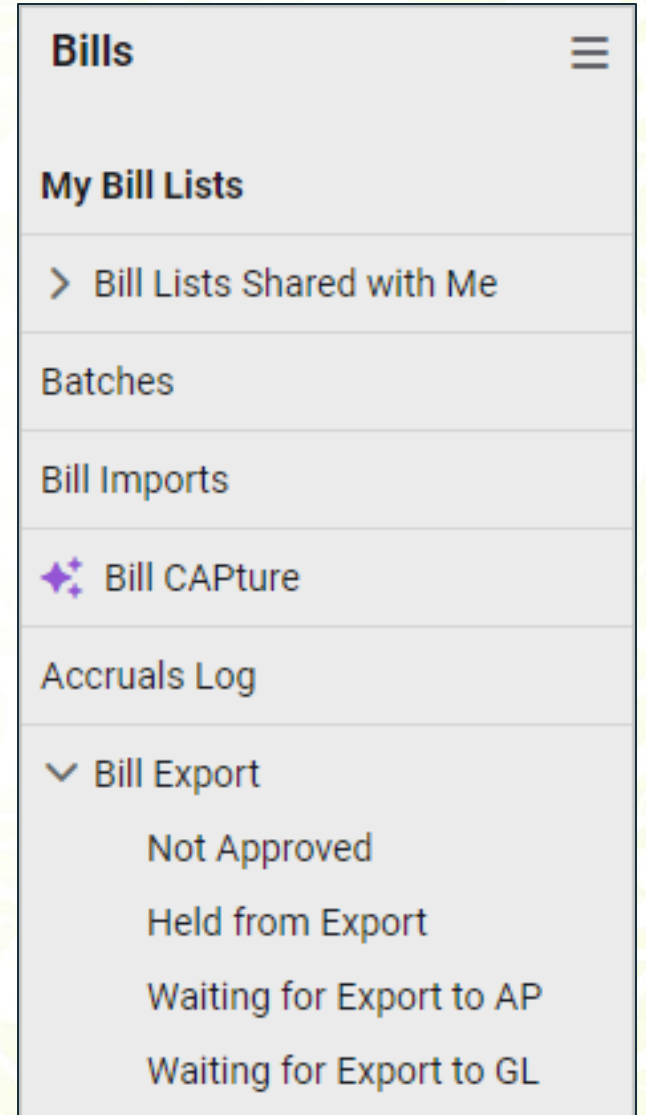 Bills
My Bill Lists
Bill Lists Shared with Me
Batches
Bill Imports
Bill CAPture
Accruals Log
Bill Export
Not Approved
Held from Export
Waiting for Export to AP
Waiting for Export to GL